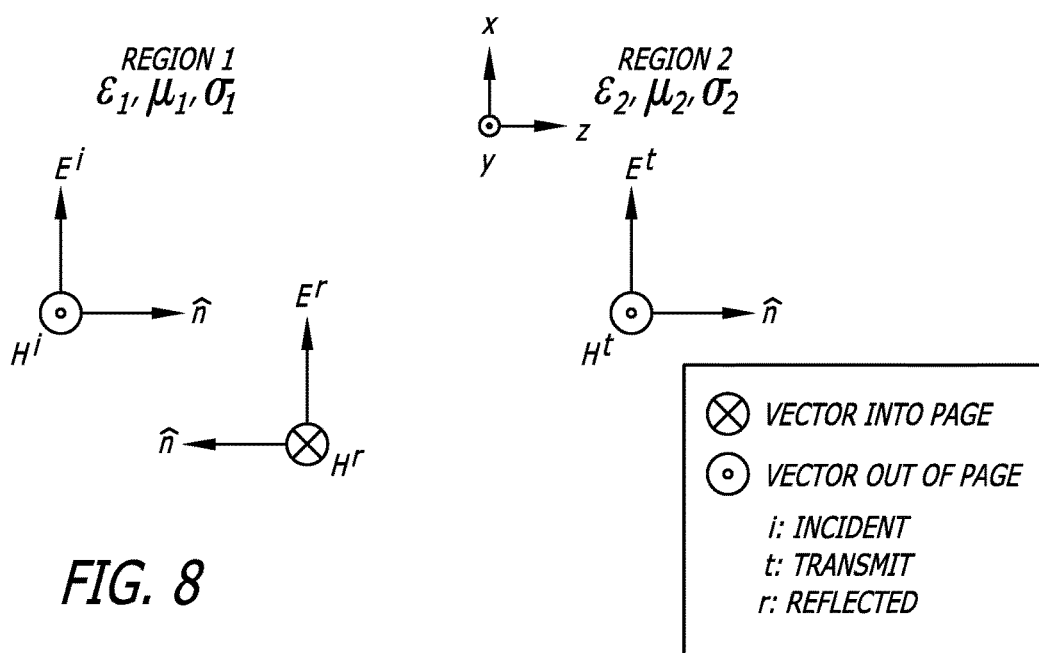 REGION 1
ε1, μ1, σ1
x
z
y
REGION 2
ε2, μ2, σ2
E^i
n̂
H^i
E^r
n̂
H^r
E^t
n̂
H^t
VECTOR INTO PAGE
VECTOR OUT OF PAGE
i: INCIDENT
t: TRANSMIT
r: REFLECTED
FIG. 8